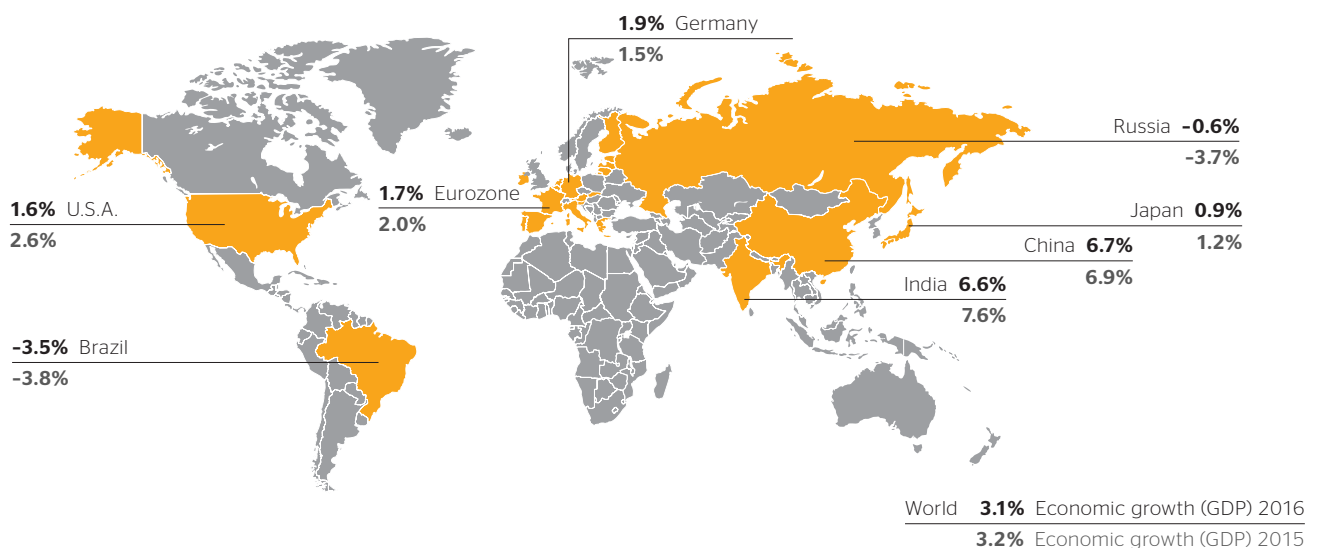 1.9% Germany
1.5%
Russia –0.6%
–3.7%
1.7% Eurozone
2.0%
1.6% U.S.A.
2.6%
Japan 0.9%
1.2%
China 6.7%
6.9%
India 6.6%
7.6%
–3.5% Brazil
–3.8%
World 3.1% Economic growth (GDP) 2016
3.2% Economic growth (GDP) 2015